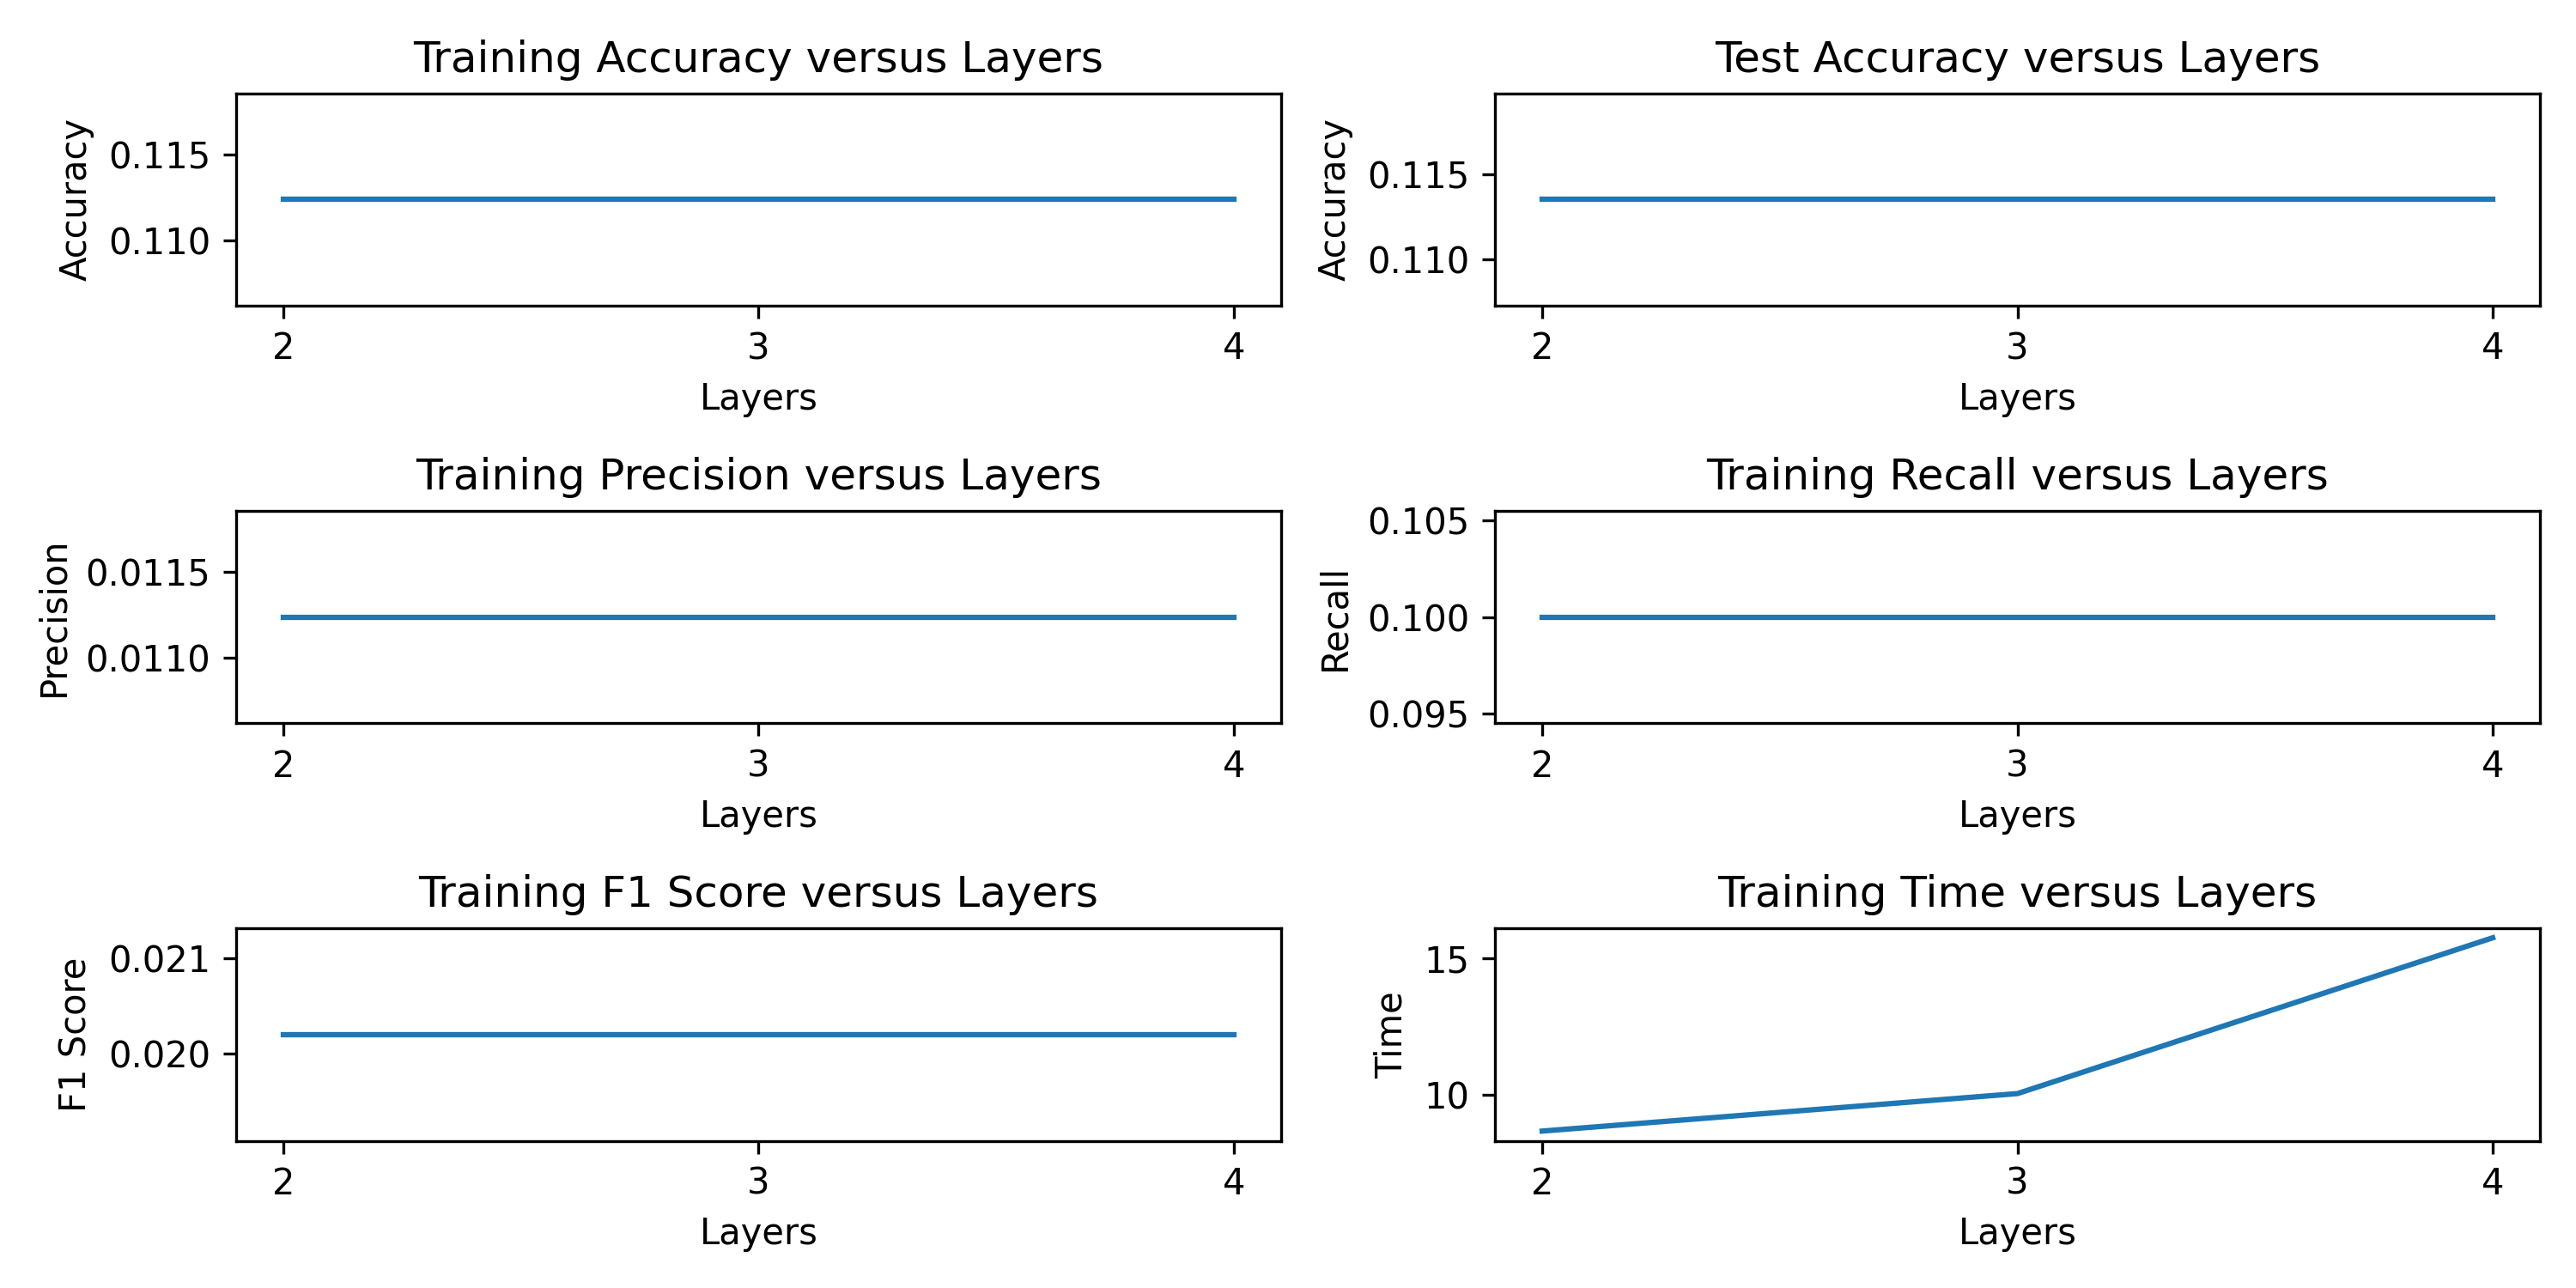 Training Accuracy versus Layers
Accuracy
0.115
0.110
2 3 4
Layers
Test Accuracy versus Layers
Accuracy
0.115
0.110
2 3 4
Layers
Training Precision versus Layers
Precision
0.0115
0.0110
2 3 4
Layers
Training Recall versus Layers
Recall
0.105
0.100
0.095
2 3 4
Layers
Training F1 Score versus Layers
F1 Score
0.021
0.020
2 3 4
Layers
Training Time versus Layers
Time
15
10
2 3 4
Layers